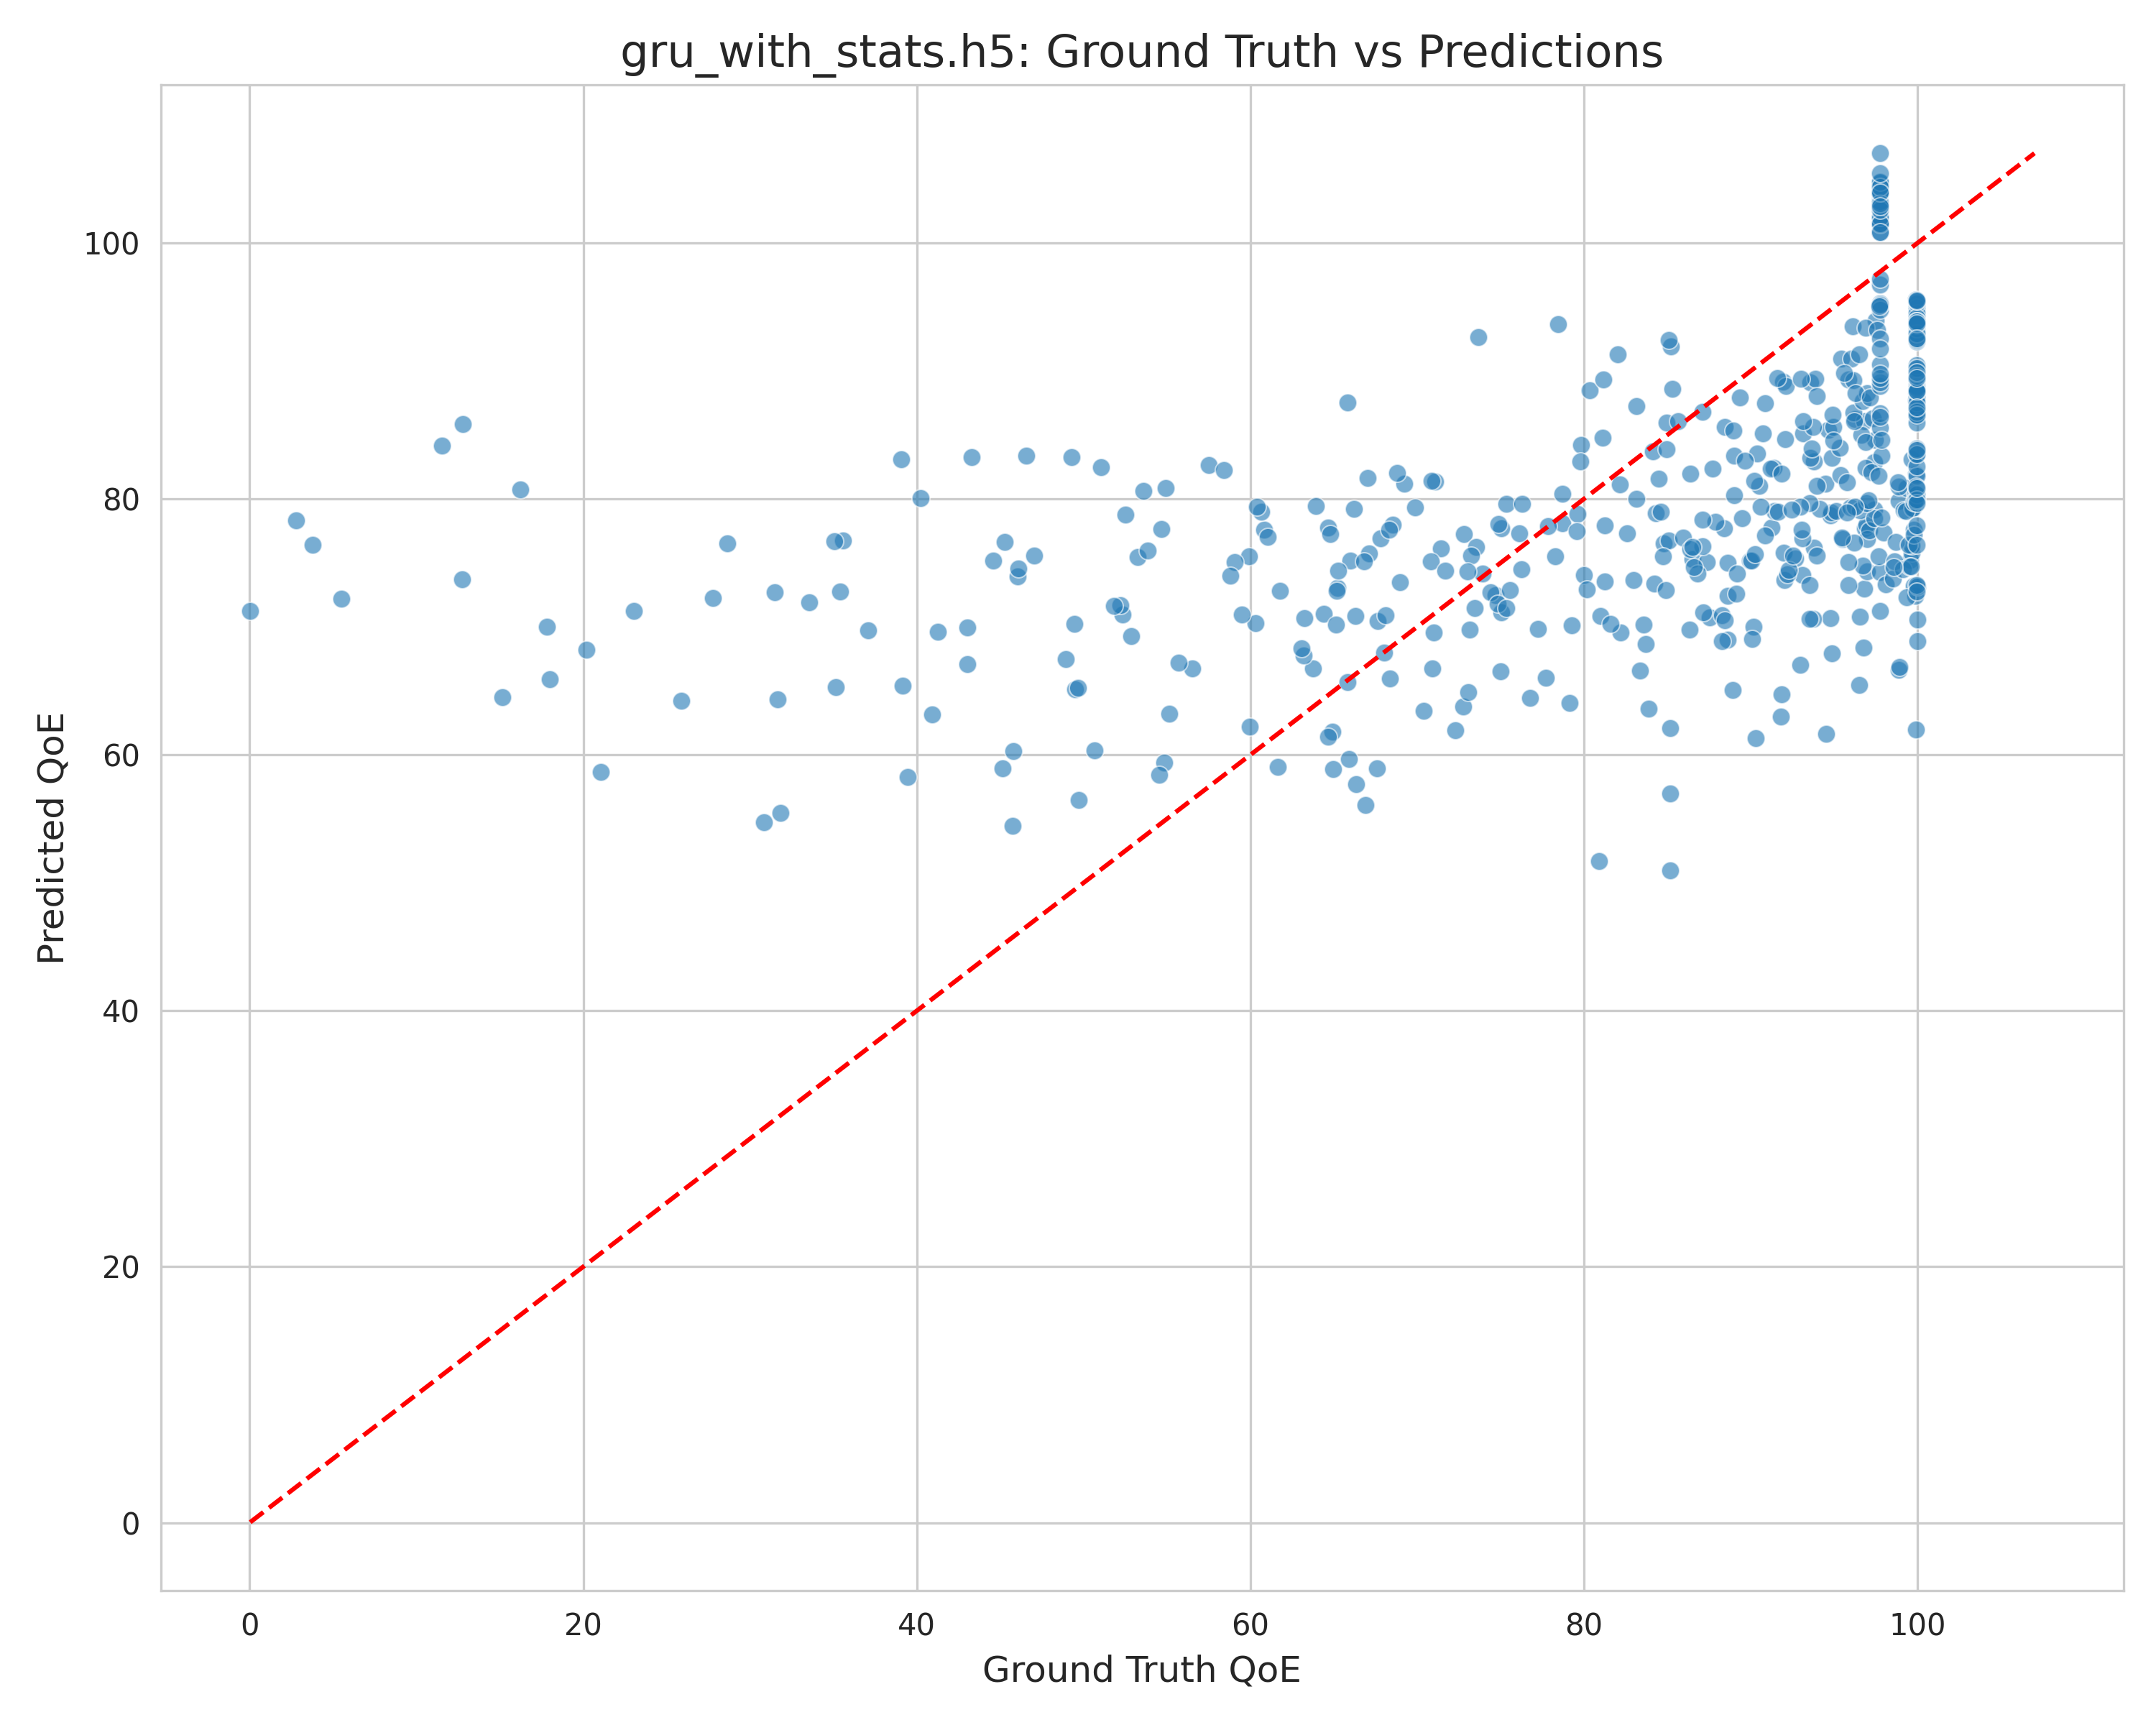 gru_with_stats.h5: Ground Truth vs Predictions
Predicted QoE
100
80
60
40
20
0
0 20 40 60 80 100
Ground Truth QoE